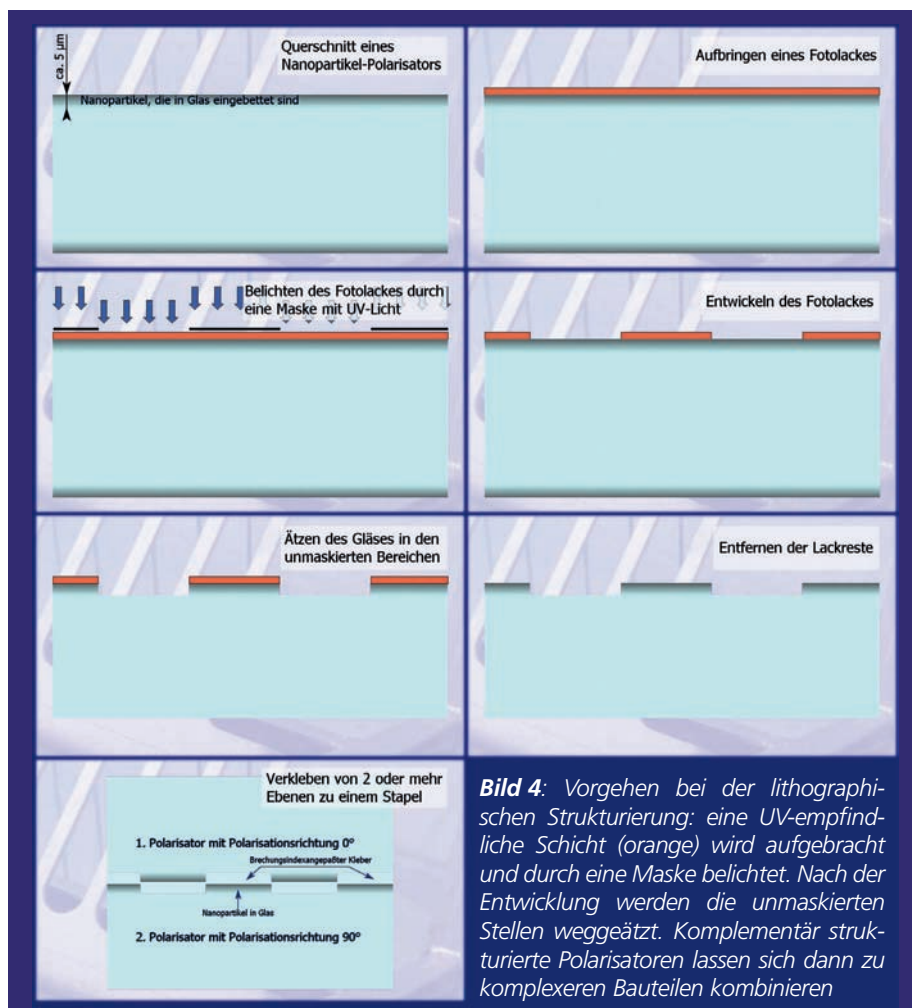 ca. 5 µm
Querschnitt eines
Nanopartikel-Polarisators
Nanopartikel, die in Glas eingebettet sind
Aufbringen eines Fotolackes
Belichten des Fotolackes durch
eine Maske mit UV-Licht
Entwickeln des Fotolackes
Ätzen des Gläses in den
unmaskierten Bereichen
Entfernen der Lackreste
Verkleben von 2 oder mehr
Ebenen zu einem Stapel
1. Polarisator mit Polarisationsrichtung 0°
Brechungsindexangepaßter Kleber
Nanopartikel in Glas
2. Polarisator mit Polarisationsrichtung 90°
Bild 4: Vorgehen bei der lithographi-
schen Strukturierung: eine UV-empfind-
liche Schicht (orange) wird aufgebracht
und durch eine Maske belichtet. Nach der
Entwicklung werden die unmaskierten
Stellen weggeätzt. Komplementär struk-
turierte Polarisatoren lassen sich dann zu
komplexeren Bauteilen kombinieren